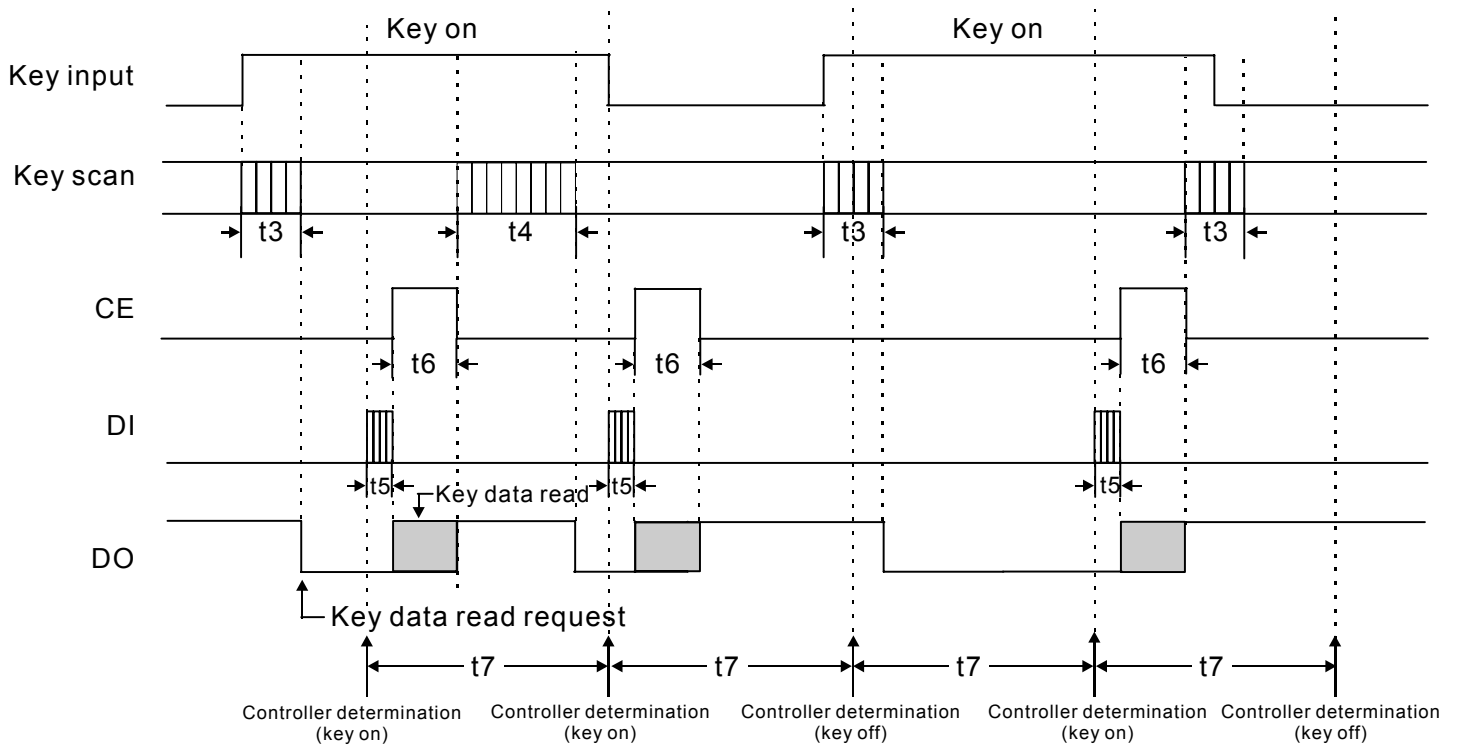 Key on
Key on
Key input
Key scan
t3
t4
t3
t3
CE
t6
t6
t6
DI
t5
t5
t5
Key data read
DO
Key data read request
t7
t7
t7
t7
Controller determination
(key on)
Controller determination
(key on)
Controller determination
(key off)
Controller determination
(key on)
Controller determination
(key off)